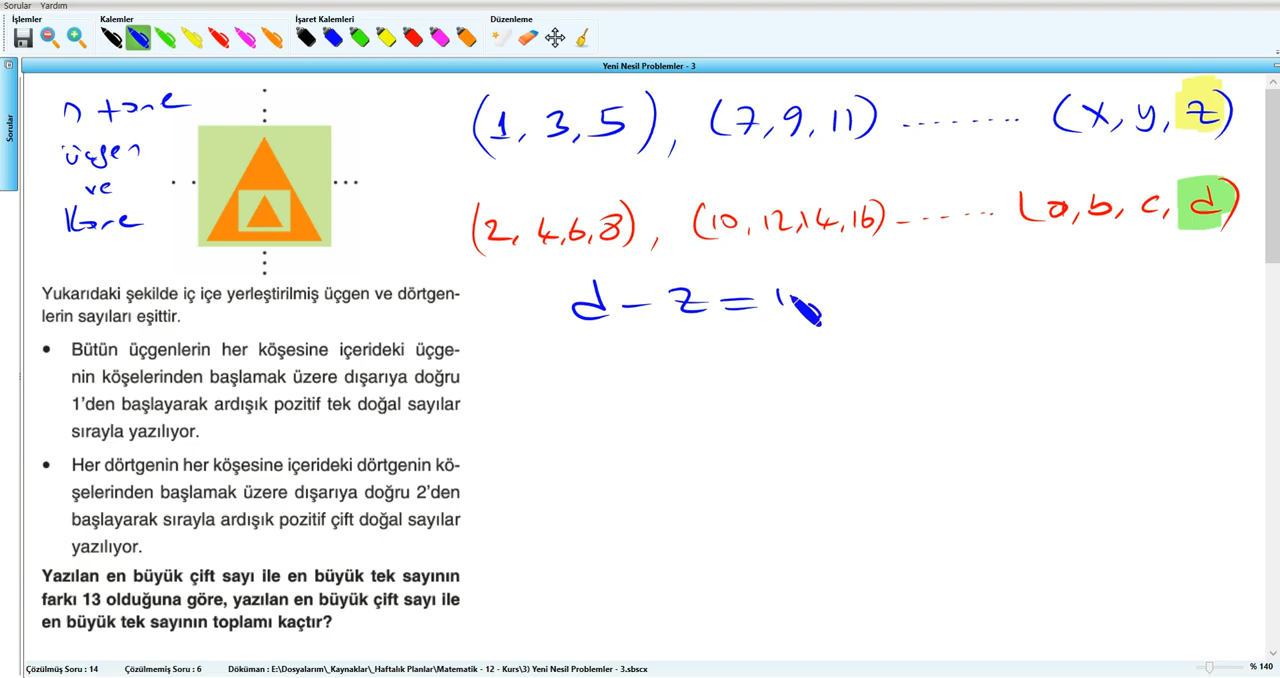 Sorular Yardım
İşlemler Kalemler İşaret Kalemleri Düzenleme
Yeni Nesil Problemler - 3
Sorular
n tane
üçgen
ve
kare
(1, 3, 5), (7, 9, 11) ........ (x, y, z)
(2, 4, 6, 8), (10, 12, 14, 16) ....... (a, b, c, d)
d - z =
Yukarıdaki şekilde iç içe yerleştirilmiş üçgen ve dörtgen-
lerin sayıları eşittir.
• Bütün üçgenlerin her köşesine içerideki üçge-
nin köşelerinden başlamak üzere dışarıya doğru
1'den başlayarak ardışık pozitif tek doğal sayılar
sırayla yazılıyor.
• Her dörtgenin her köşesine içerideki dörtgenin kö-
şelerinden başlamak üzere dışarıya doğru 2'den
başlayarak sırayla ardışık pozitif çift doğal sayılar
yazılıyor.
Yazılan en büyük çift sayı ile en büyük tek sayının
farkı 13 olduğuna göre, yazılan en büyük çift sayı ile
en büyük tek sayının toplamı kaçtır?
Çözülmüş Soru : 14 Çözülmemiş Soru : 6 Döküman : E:\Dosyalarım\_Kaynaklar\_Haftalık Planlar\Matematik - 12 - Kurs\3) Yeni Nesil Problemler - 3.sbscx % 140